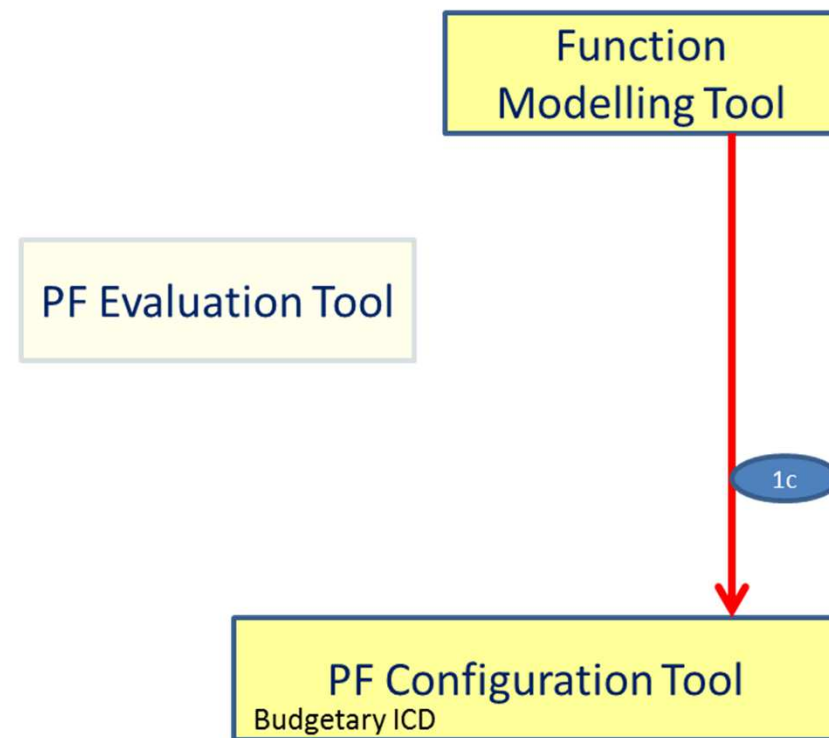 Function
Modelling Tool
PF Evaluation Tool
1c
PF Configuration Tool
Budgetary ICD